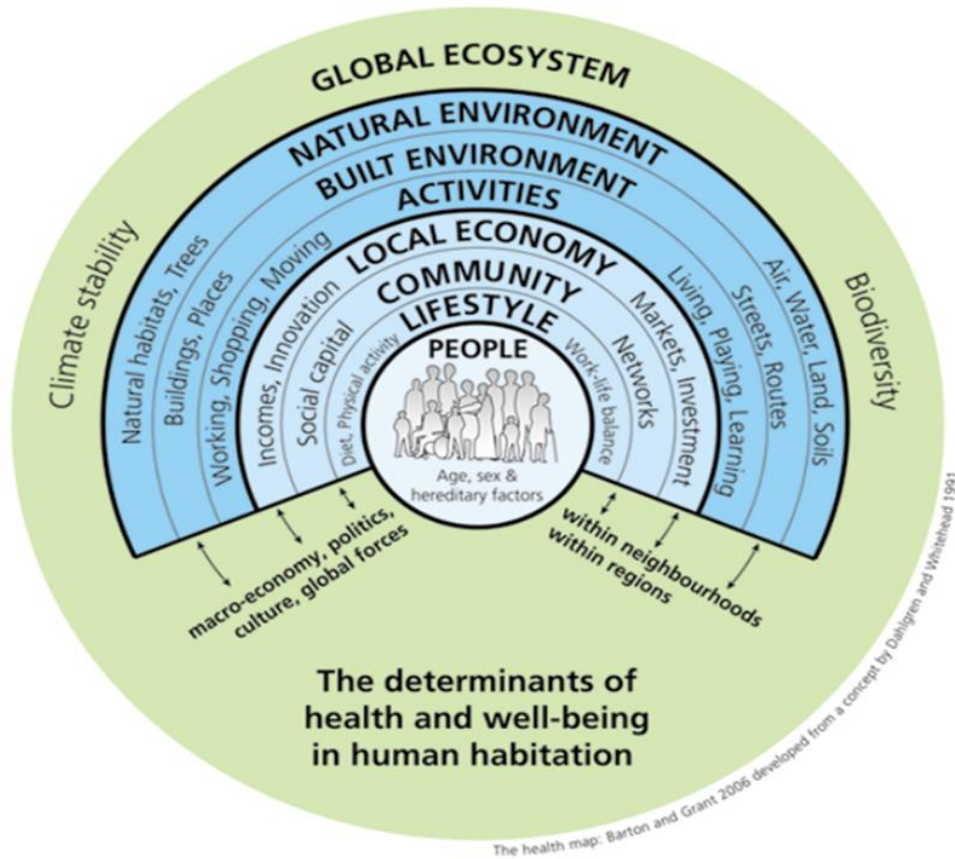 GLOBAL ECOSYSTEM
NATURAL ENVIRONMENT
BUILT ENVIRONMENT
ACTIVITIES
LOCAL ECONOMY
COMMUNITY
LIFESTYLE
PEOPLE
Age, sex &
hereditary factors
Climate stability
Natural habitats, Trees
Buildings, Places
Working, Shopping, Moving
Incomes, Innovation
Social capital
Diet, Physical activity
Work-life balance
Networks
Markets, Investment
Living, Playing, Learning
Streets, Routes
Air, Water, Land, Soils
Biodiversity
macro-economy, politics,
culture, global forces
within neighbourhoods
within regions
The determinants of
health and well-being
in human habitation
The health map: Barton and Grant 2006 developed from a concept by Dahlgren and Whitehead 1991